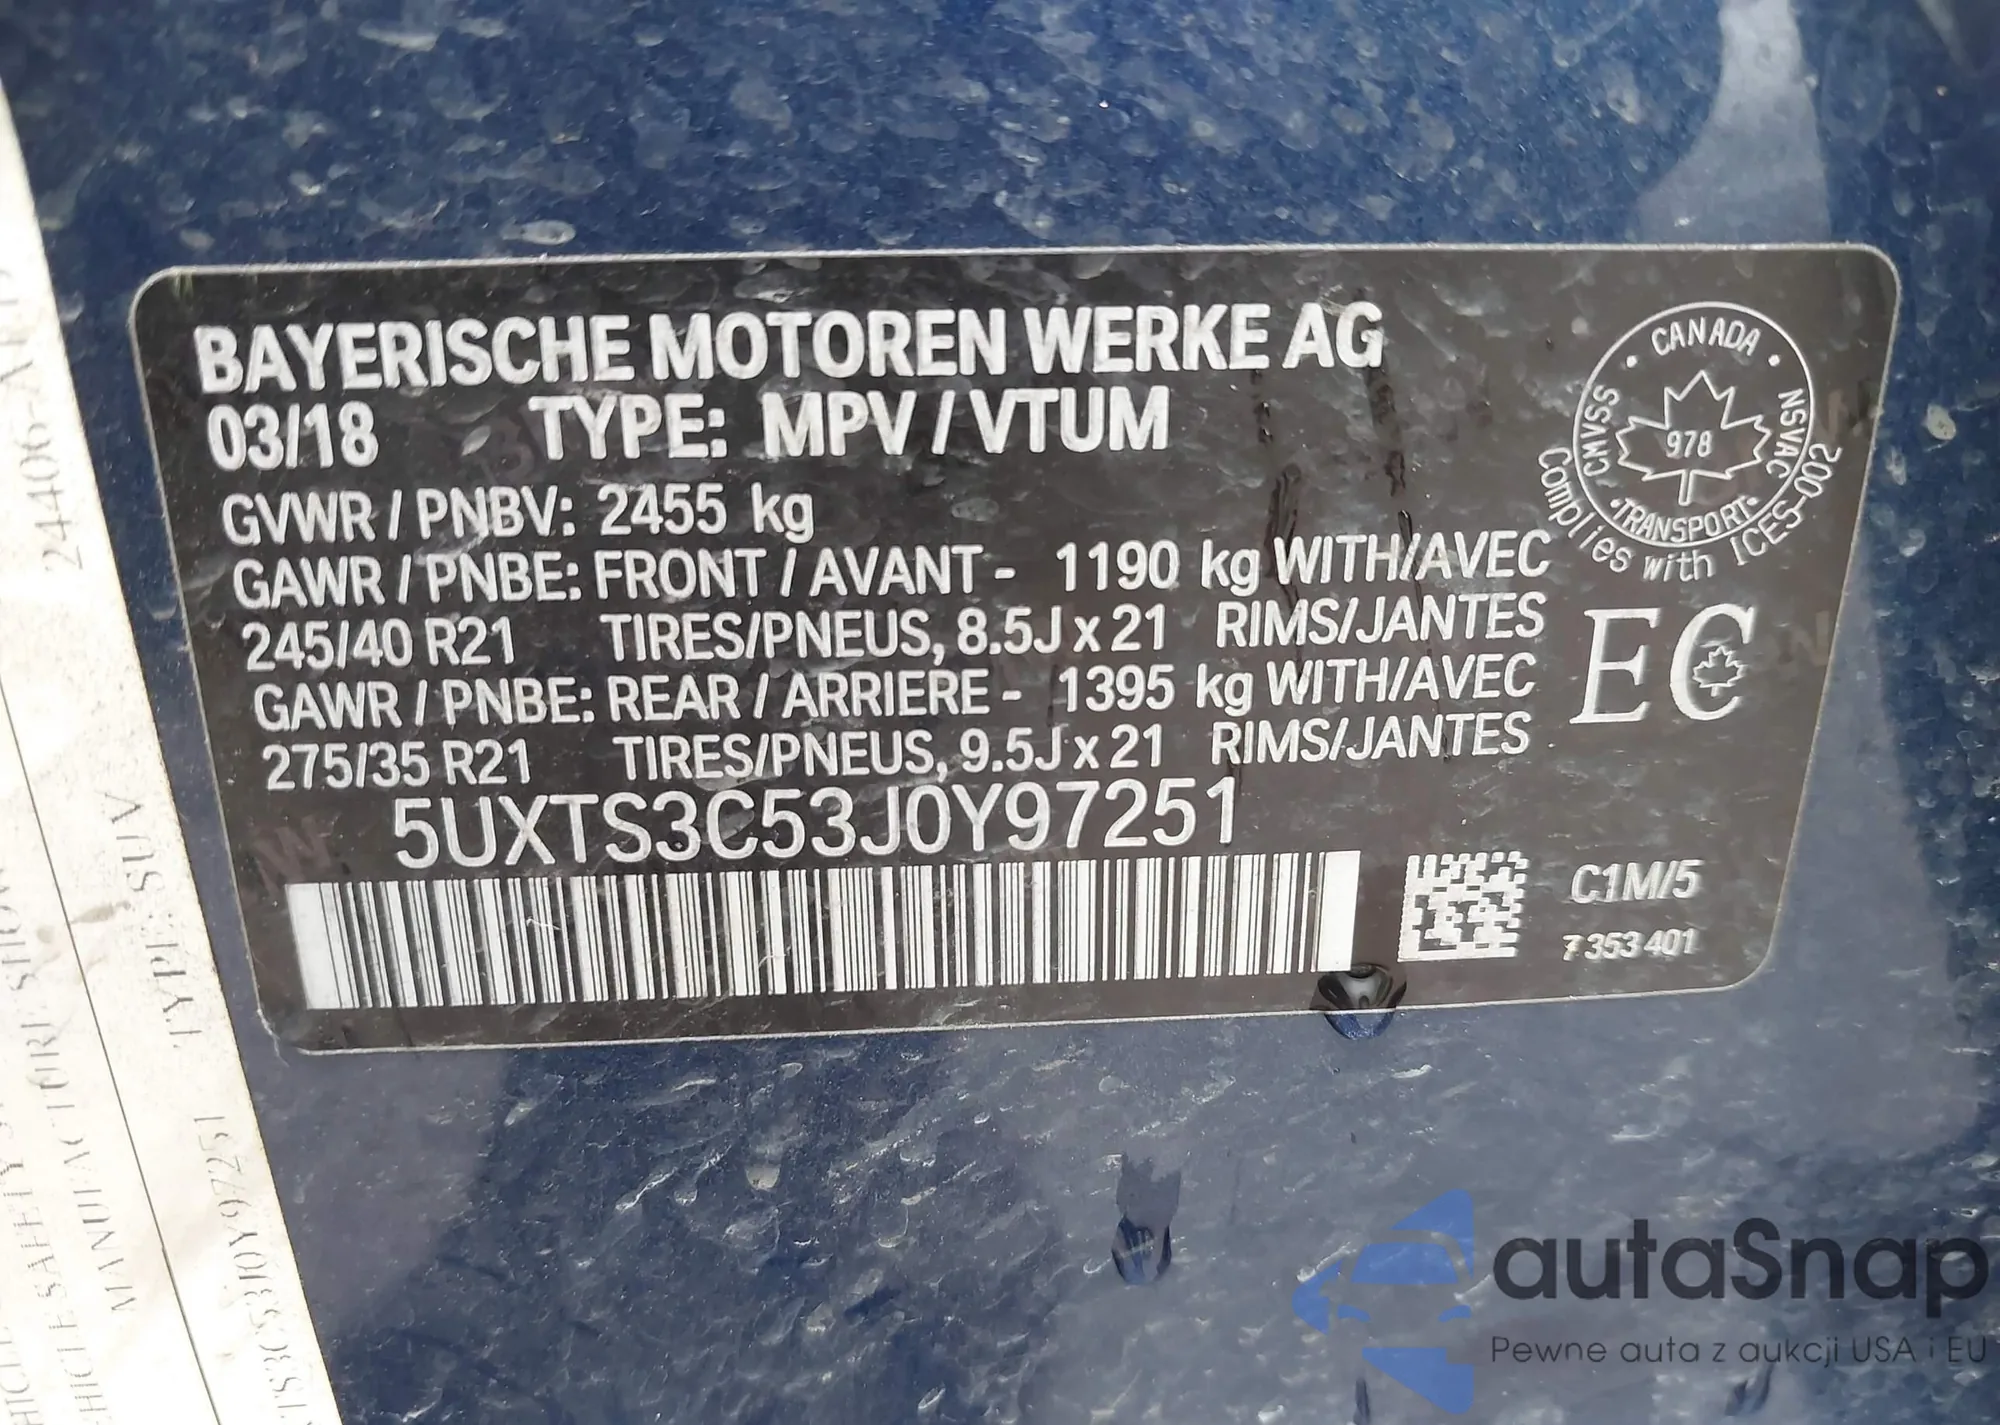 BAYERISCHE MOTOREN WERKE AG
03/18 TYPE: MPV / VTUM
GVWR / PNBV: 2455 kg
GAWR / PNBE: FRONT / AVANT - 1190 kg WITH/AVEC
245/40 R21 TIRES/PNEUS, 8.5J x 21 RIMS/JANTES
GAWR / PNBE: REAR / ARRIERE - 1395 kg WITH/AVEC
275/35 R21 TIRES/PNEUS, 9.5J x 21 RIMS/JANTES
5UXTS3C53J0Y97251
C1M/5
7 353 401
CANADA
CMVSS
NSVAC
978
TRANSPORT
Complies with ICES-002
EC
TYPE: SUV
autaSnap
Pewne auta z aukcji USA i EU